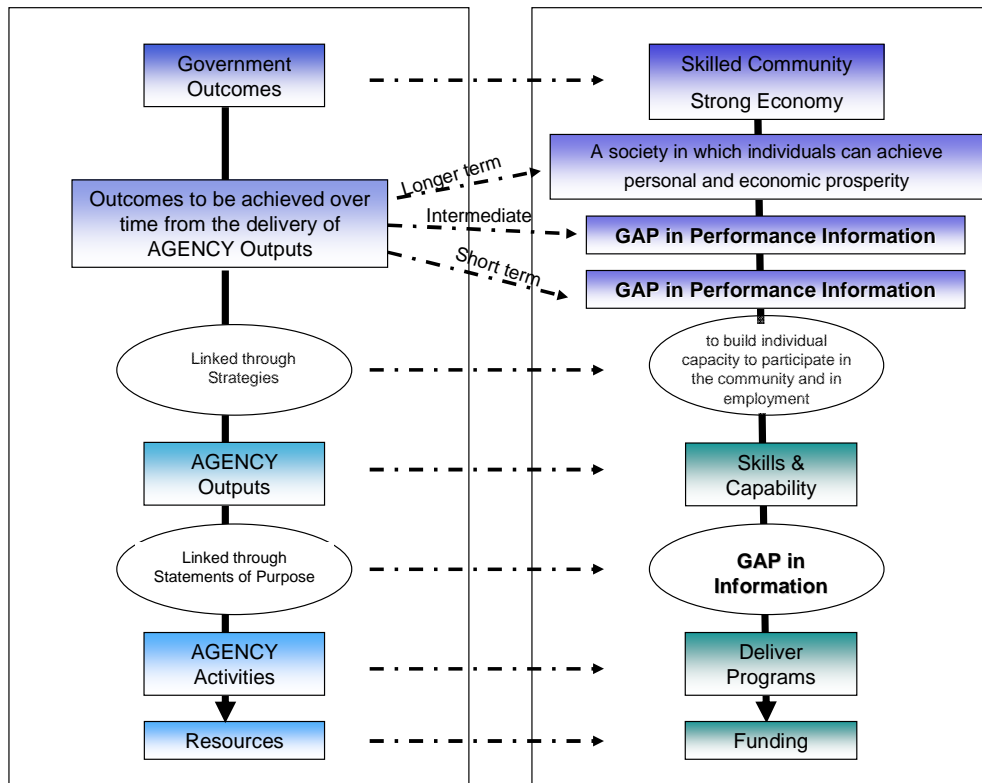 Government
Outcomes
Outcomes to be achieved over
time from the delivery of
AGENCY Outputs
Linked through
Strategies
AGENCY
Outputs
Linked through
Statements of Purpose
AGENCY
Activities
Resources
Longer term
Intermediate
Short term
Skilled Community
Strong Economy
A society in which individuals can achieve
personal and economic prosperity
GAP in Performance Information
GAP in Performance Information
to build individual
capacity to participate in
the community and in
employment
Skills &
Capability
GAP in
Information
Deliver
Programs
Funding